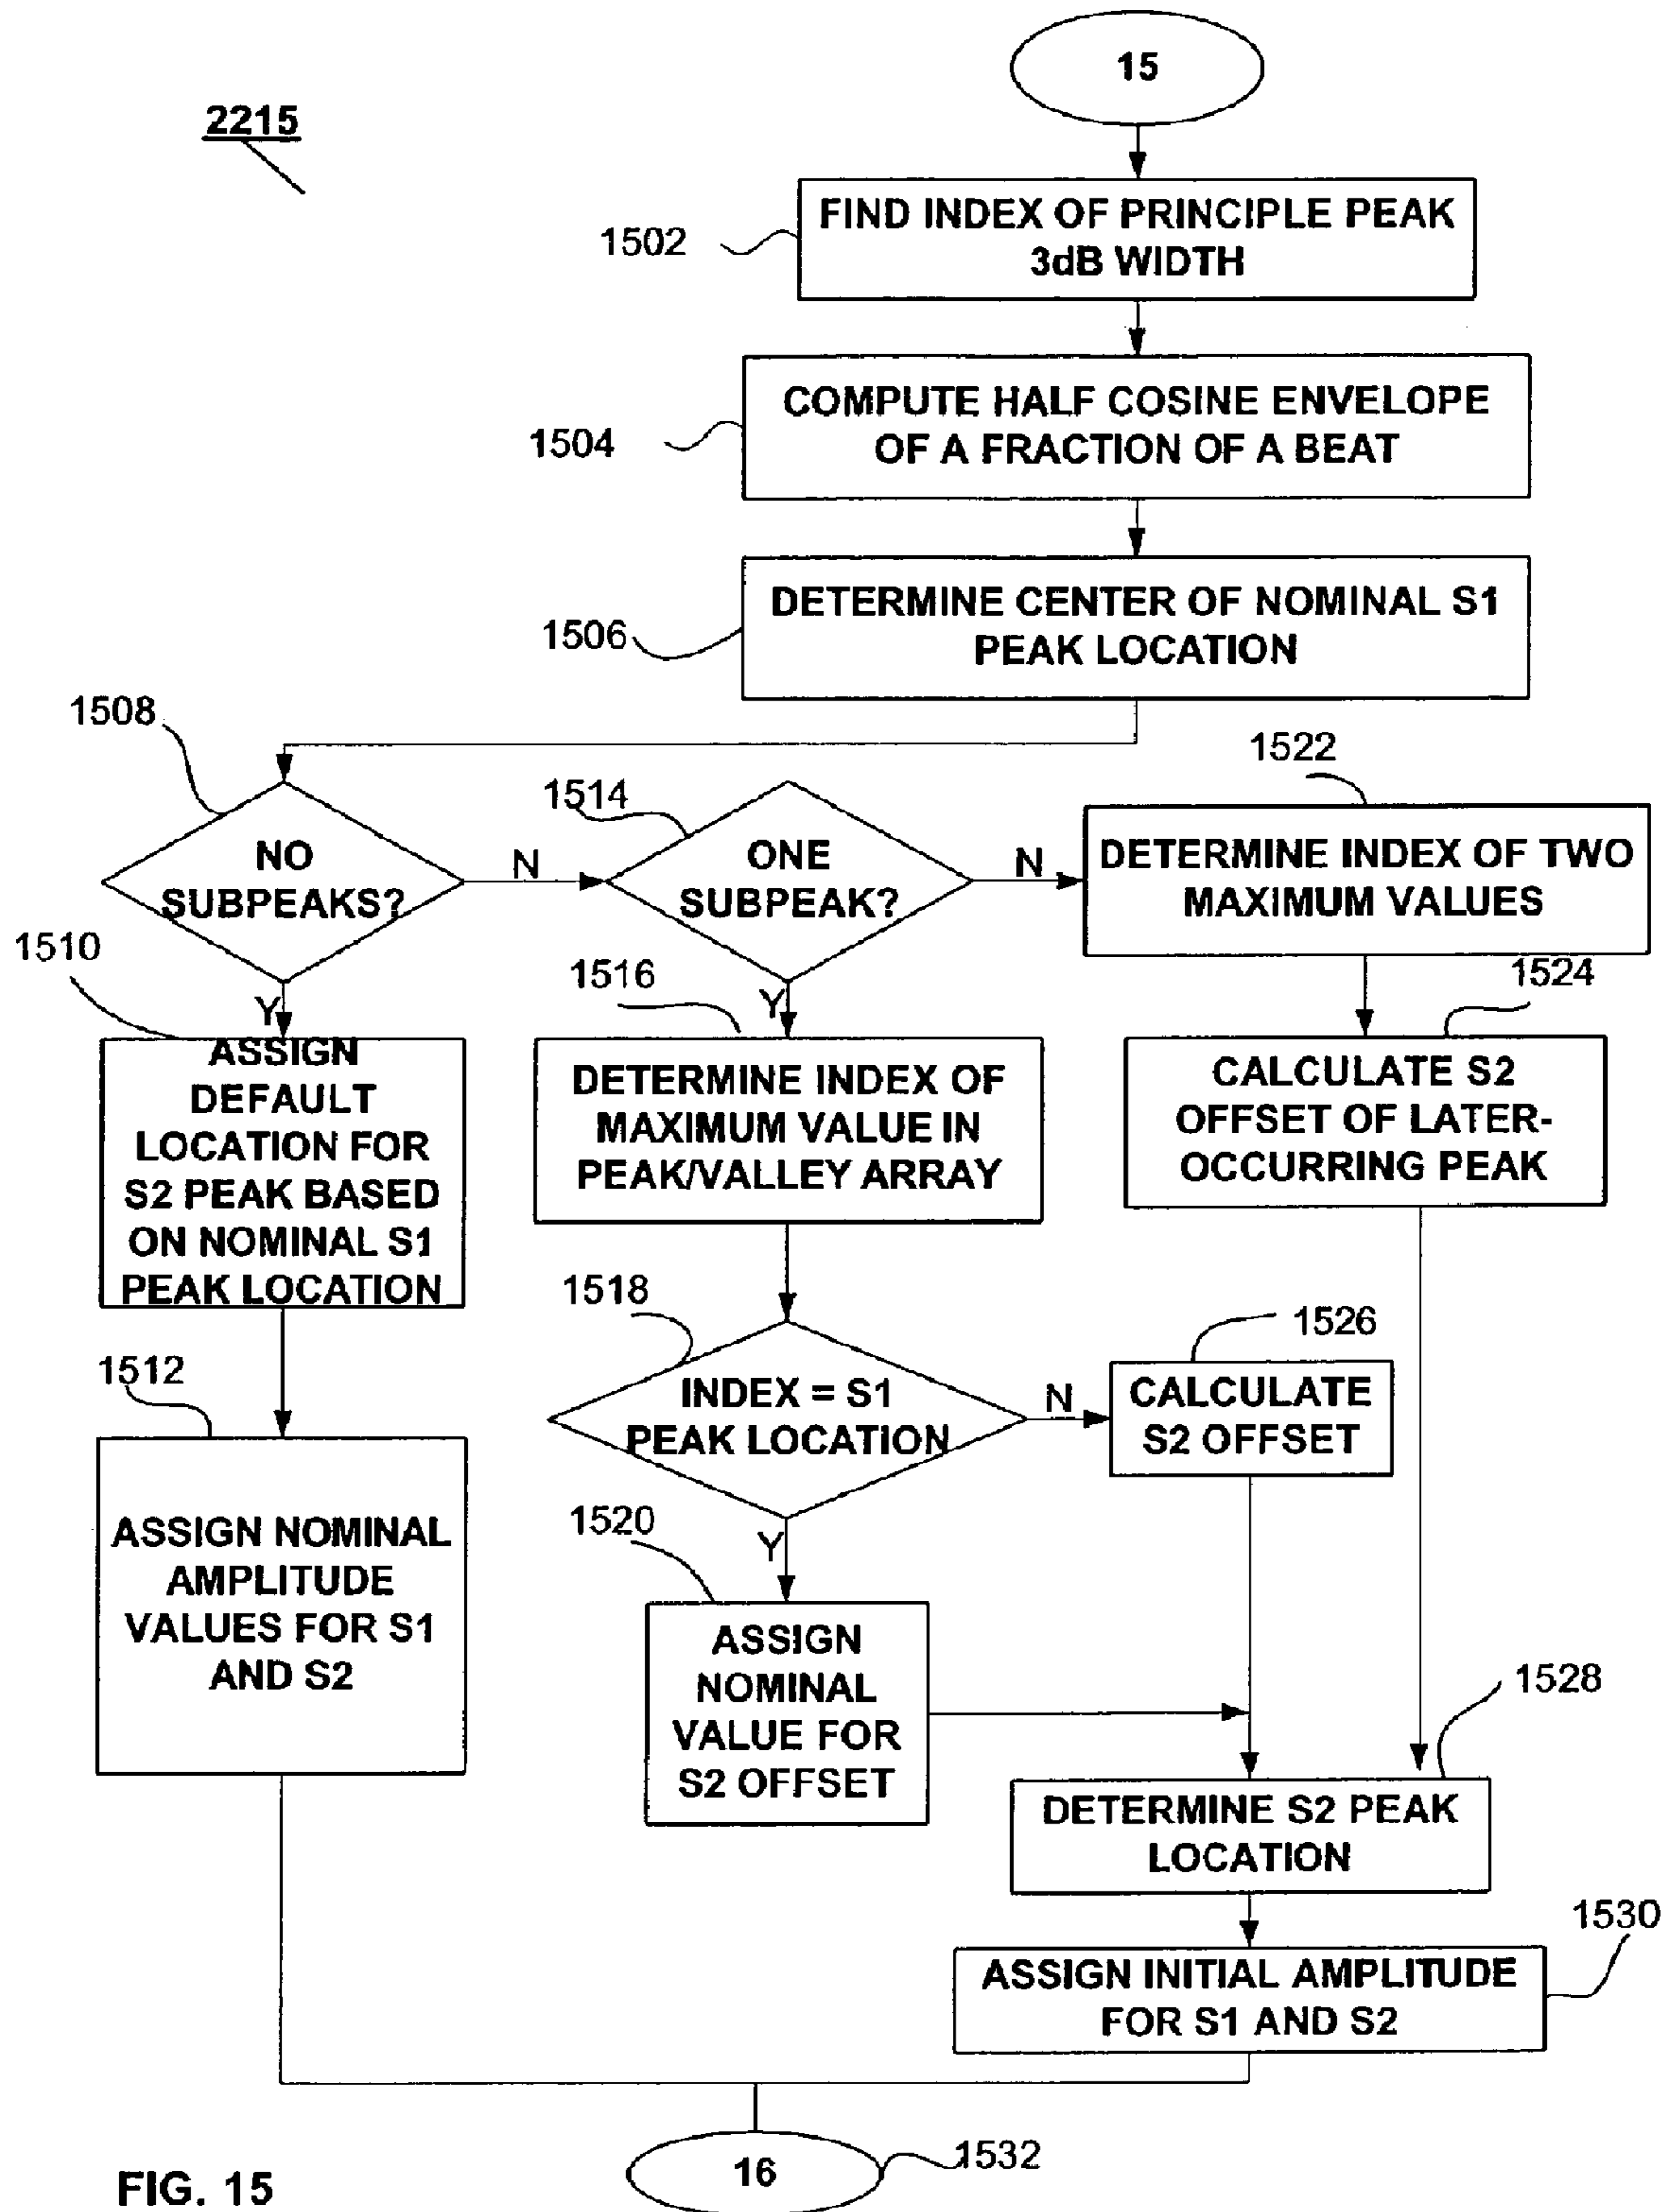 15
2215
1502
FIND INDEX OF PRINCIPLE PEAK
3dB WIDTH
1504
COMPUTE HALF COSINE ENVELOPE
OF A FRACTION OF A BEAT
1506
DETERMINE CENTER OF NOMINAL S1
PEAK LOCATION
1508
NO
SUBPEAKS?
N
Y
1514
ONE
SUBPEAK?
N
Y
1522
DETERMINE INDEX OF TWO
MAXIMUM VALUES
1510
ASSIGN
DEFAULT
LOCATION FOR
S2 PEAK BASED
ON NOMINAL S1
PEAK LOCATION
1516
DETERMINE INDEX OF
MAXIMUM VALUE IN
PEAK/VALLEY ARRAY
1524
CALCULATE S2
OFFSET OF LATER-
OCCURRING PEAK
1518
INDEX = S1
PEAK LOCATION
N
Y
1526
CALCULATE
S2 OFFSET
1512
ASSIGN NOMINAL
AMPLITUDE
VALUES FOR S1
AND S2
1520
ASSIGN
NOMINAL
VALUE FOR
S2 OFFSET
1528
DETERMINE S2 PEAK
LOCATION
1530
ASSIGN INITIAL AMPLITUDE
FOR S1 AND S2
16
1532
FIG. 15